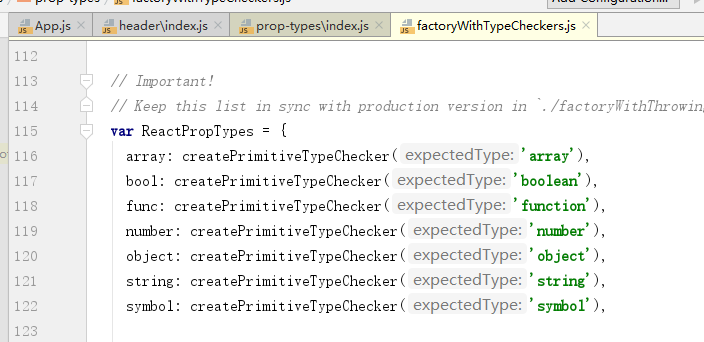 prop-types factoryWithTypeCheckers.js Add Configuration...
App.js header\index.js prop-types\index.js factoryWithTypeCheckers.js
112
113 // Important!
114 // Keep this list in sync with production version in `./factoryWithThrowing
115 var ReactPropTypes = {
116 array: createPrimitiveTypeChecker( expectedType: 'array'),
117 bool: createPrimitiveTypeChecker( expectedType: 'boolean'),
118 func: createPrimitiveTypeChecker( expectedType: 'function'),
119 number: createPrimitiveTypeChecker( expectedType: 'number'),
120 object: createPrimitiveTypeChecker( expectedType: 'object'),
121 string: createPrimitiveTypeChecker( expectedType: 'string'),
122 symbol: createPrimitiveTypeChecker( expectedType: 'symbol'),
123